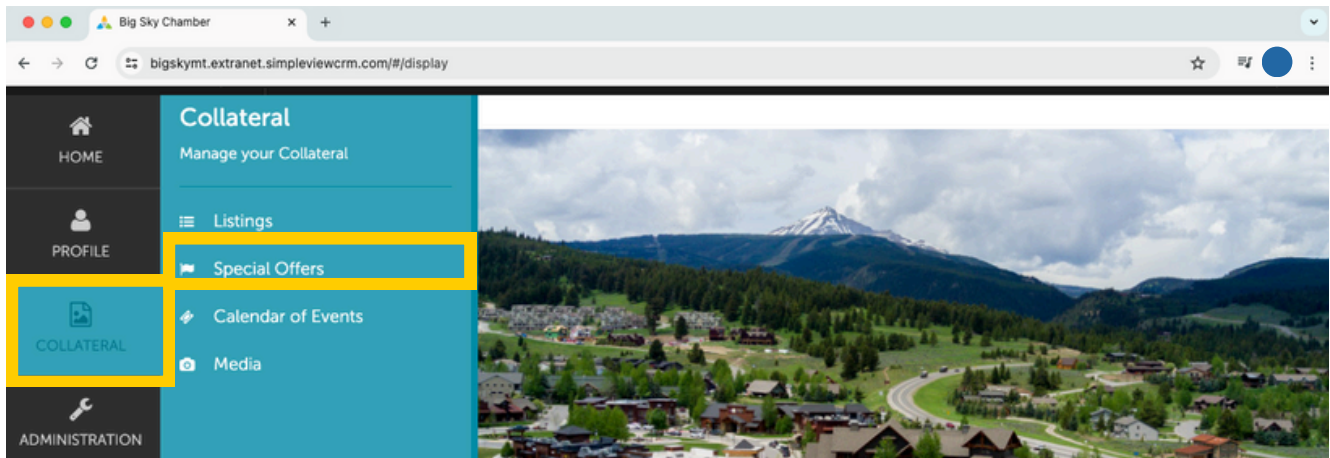 Big Sky Chamber
bigskymt.extranet.simpleviewcrm.com/#/display
HOME
PROFILE
COLLATERAL
ADMINISTRATION
Collateral
Manage your Collateral
Listings
Special Offers
Calendar of Events
Media